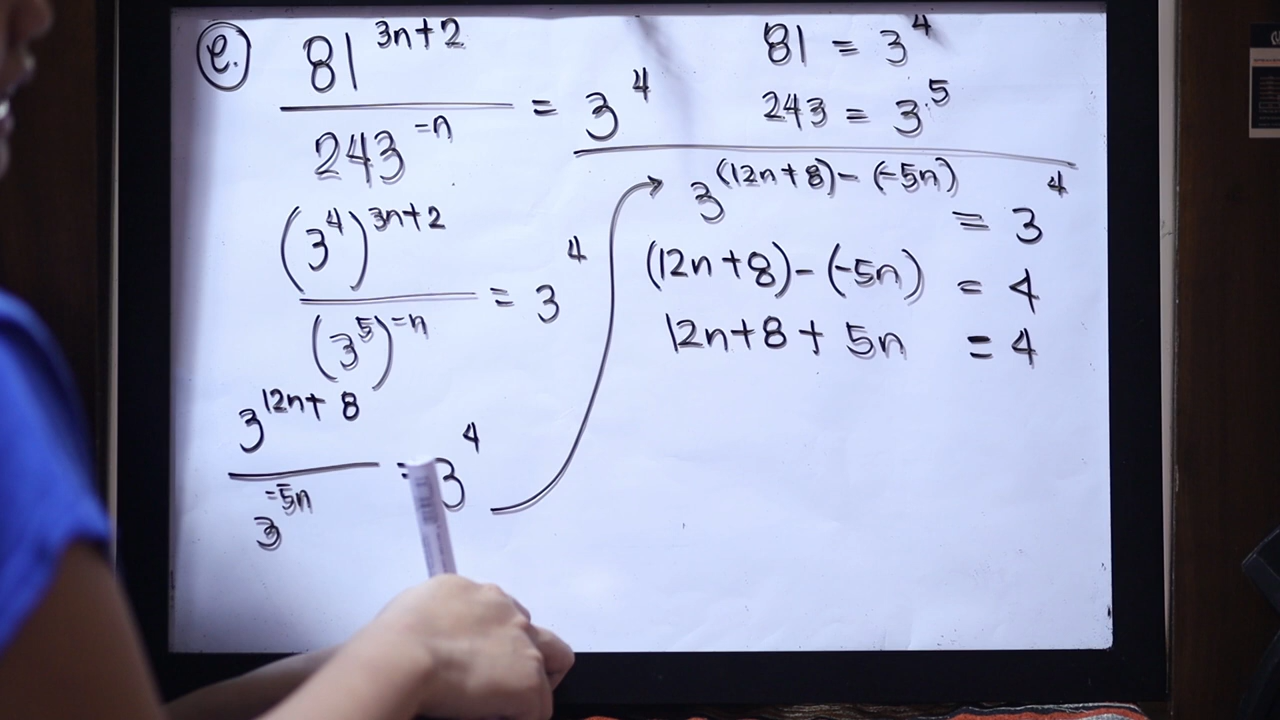 e.
81^(3n+2) / 243^(-n) = 3^4
(3^4)^(3n+2) / (3^5)^(-n) = 3^4
3^(12n+8) / 3^(-5n) = 3^4
81 = 3^4
243 = 3^5
3^((12n+8)-(-5n)) = 3^4
(12n+8)-(-5n) = 4
12n+8+5n = 4